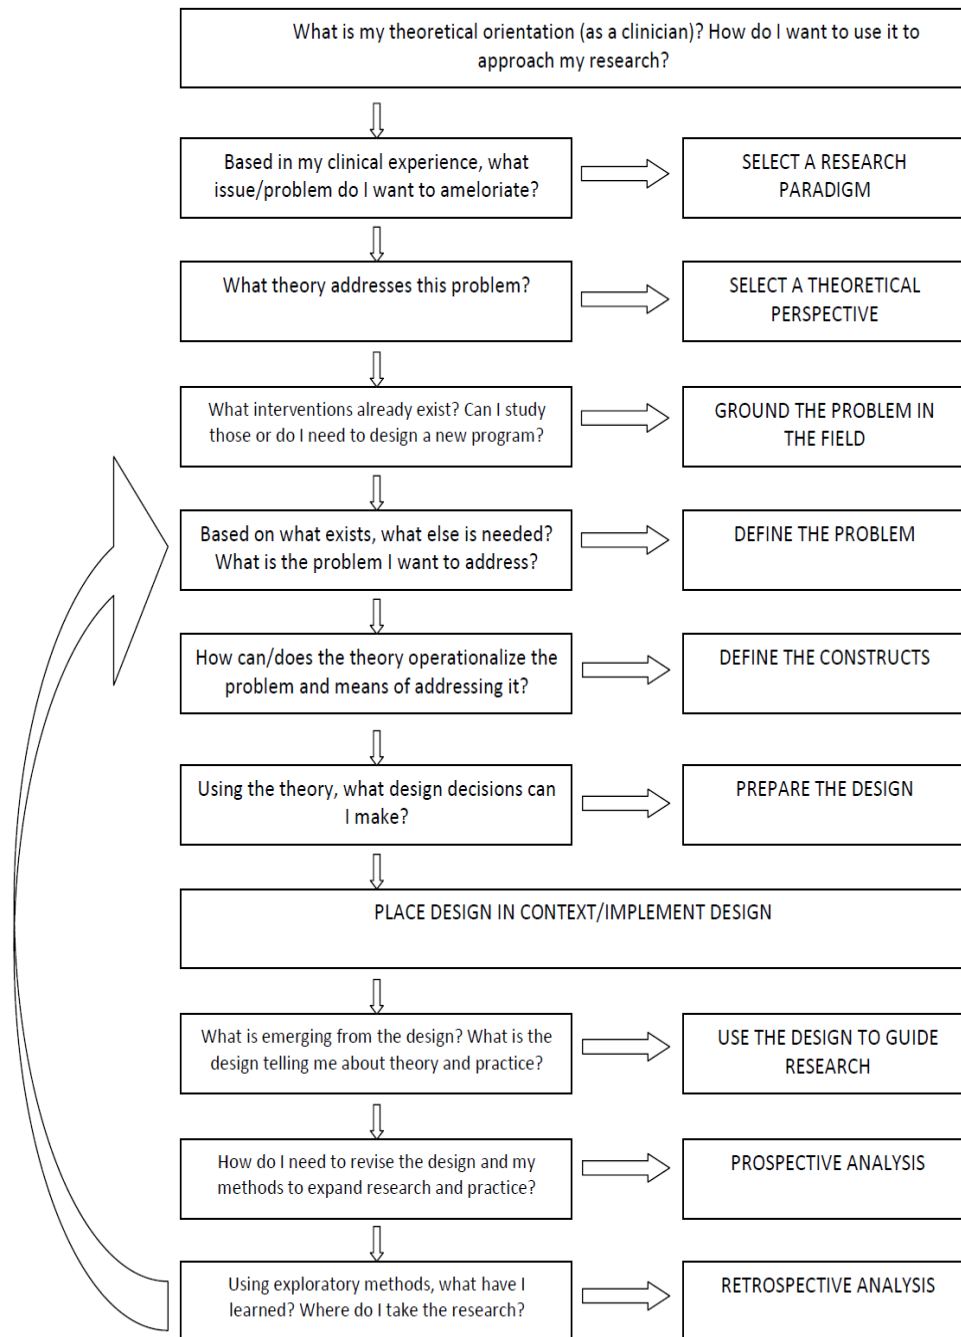 What is my theoretical orientation (as a clinician)? How do I want to use it to
approach my research?
Based in my clinical experience, what
issue/problem do I want to ameloriate?
SELECT A RESEARCH
PARADIGM
What theory addresses this problem?
SELECT A THEORETICAL
PERSPECTIVE
What interventions already exist? Can I study
those or do I need to design a new program?
GROUND THE PROBLEM IN
THE FIELD
Based on what exists, what else is needed?
What is the problem I want to address?
DEFINE THE PROBLEM
How can/does the theory operationalize the
problem and means of addressing it?
DEFINE THE CONSTRUCTS
Using the theory, what design decisions can
I make?
PREPARE THE DESIGN
PLACE DESIGN IN CONTEXT/IMPLEMENT DESIGN
What is emerging from the design? What is the
design telling me about theory and practice?
USE THE DESIGN TO GUIDE
RESEARCH
How do I need to revise the design and my
methods to expand research and practice?
PROSPECTIVE ANALYSIS
Using exploratory methods, what have I
learned? Where do I take the research?
RETROSPECTIVE ANALYSIS